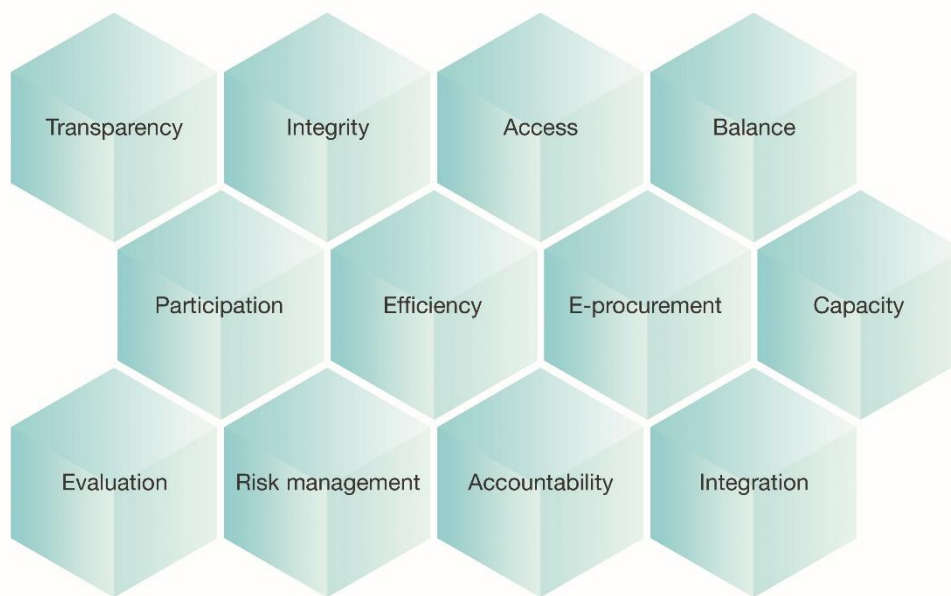 Transparency
Integrity
Access
Balance
Participation
Efficiency
E-procurement
Capacity
Evaluation
Risk management
Accountability
Integration